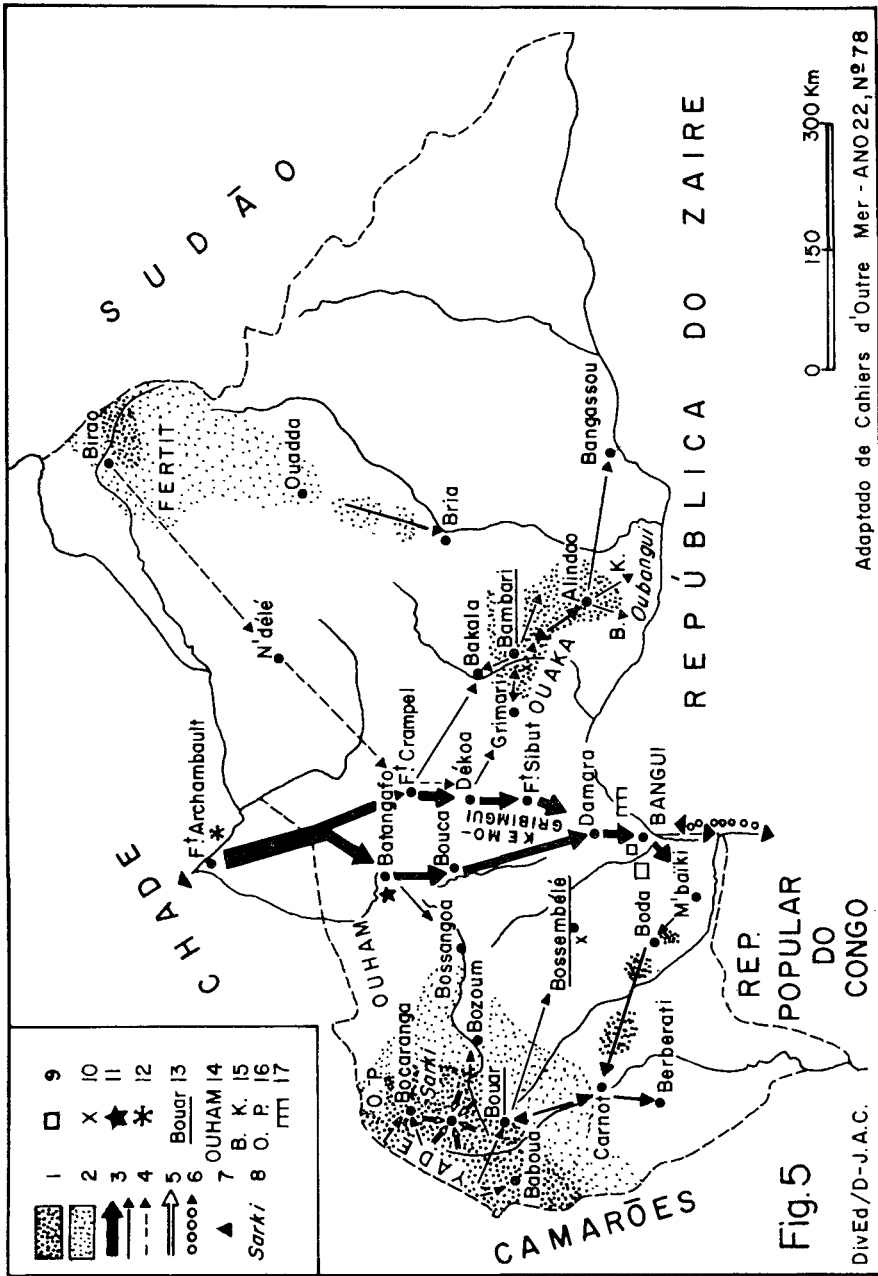 CHADE
SUDÃO
CAMARÕES
REPÚBLICA DO ZAIRE
REP.
POPULAR
DO
CONGO
1
2
3
4
5
6
7
Sarki 8
9
10
11
12
Bouar 13
OUHAM 14
B. K. 15
O. P. 16
17
Birao
FERTIT
Ouadda
Bria
N'délé
Fᵗ Archambault
Batangafo
Fᵗ Crampel
OUHAM
Bouca
Dékoa
Bossangoa
Bakala
Grimari
Bambari
OUAKA
Alindao
B.
K.
Oubangui
Bangassou
Fᵗ Sibut
KEMO-
GRIBIMGUI
Damara
BANGUI
O. P.
Bocaranga
Sarki
YADE
Bozoum
Bouar
Baboua
Bossembélé
Boda
M'baïki
Carnot
Berberati
0 150 300 Km
Fig. 5
DivEd/D-J.A.C.
Adaptado de Cahiers d'Outre Mer - ANO 22, Nº 78